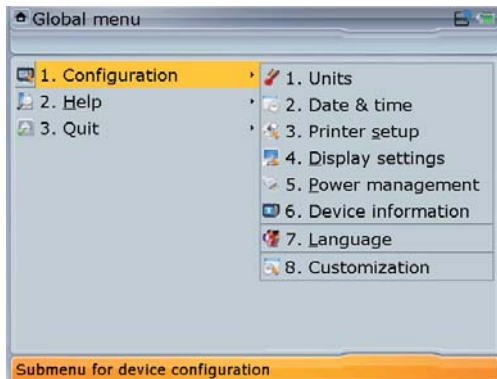 Global menu
1. Configuration
2. Help
3. Quit
1. Units
2. Date & time
3. Printer setup
4. Display settings
5. Power management
6. Device information
7. Language
8. Customization
Submenu for device configuration